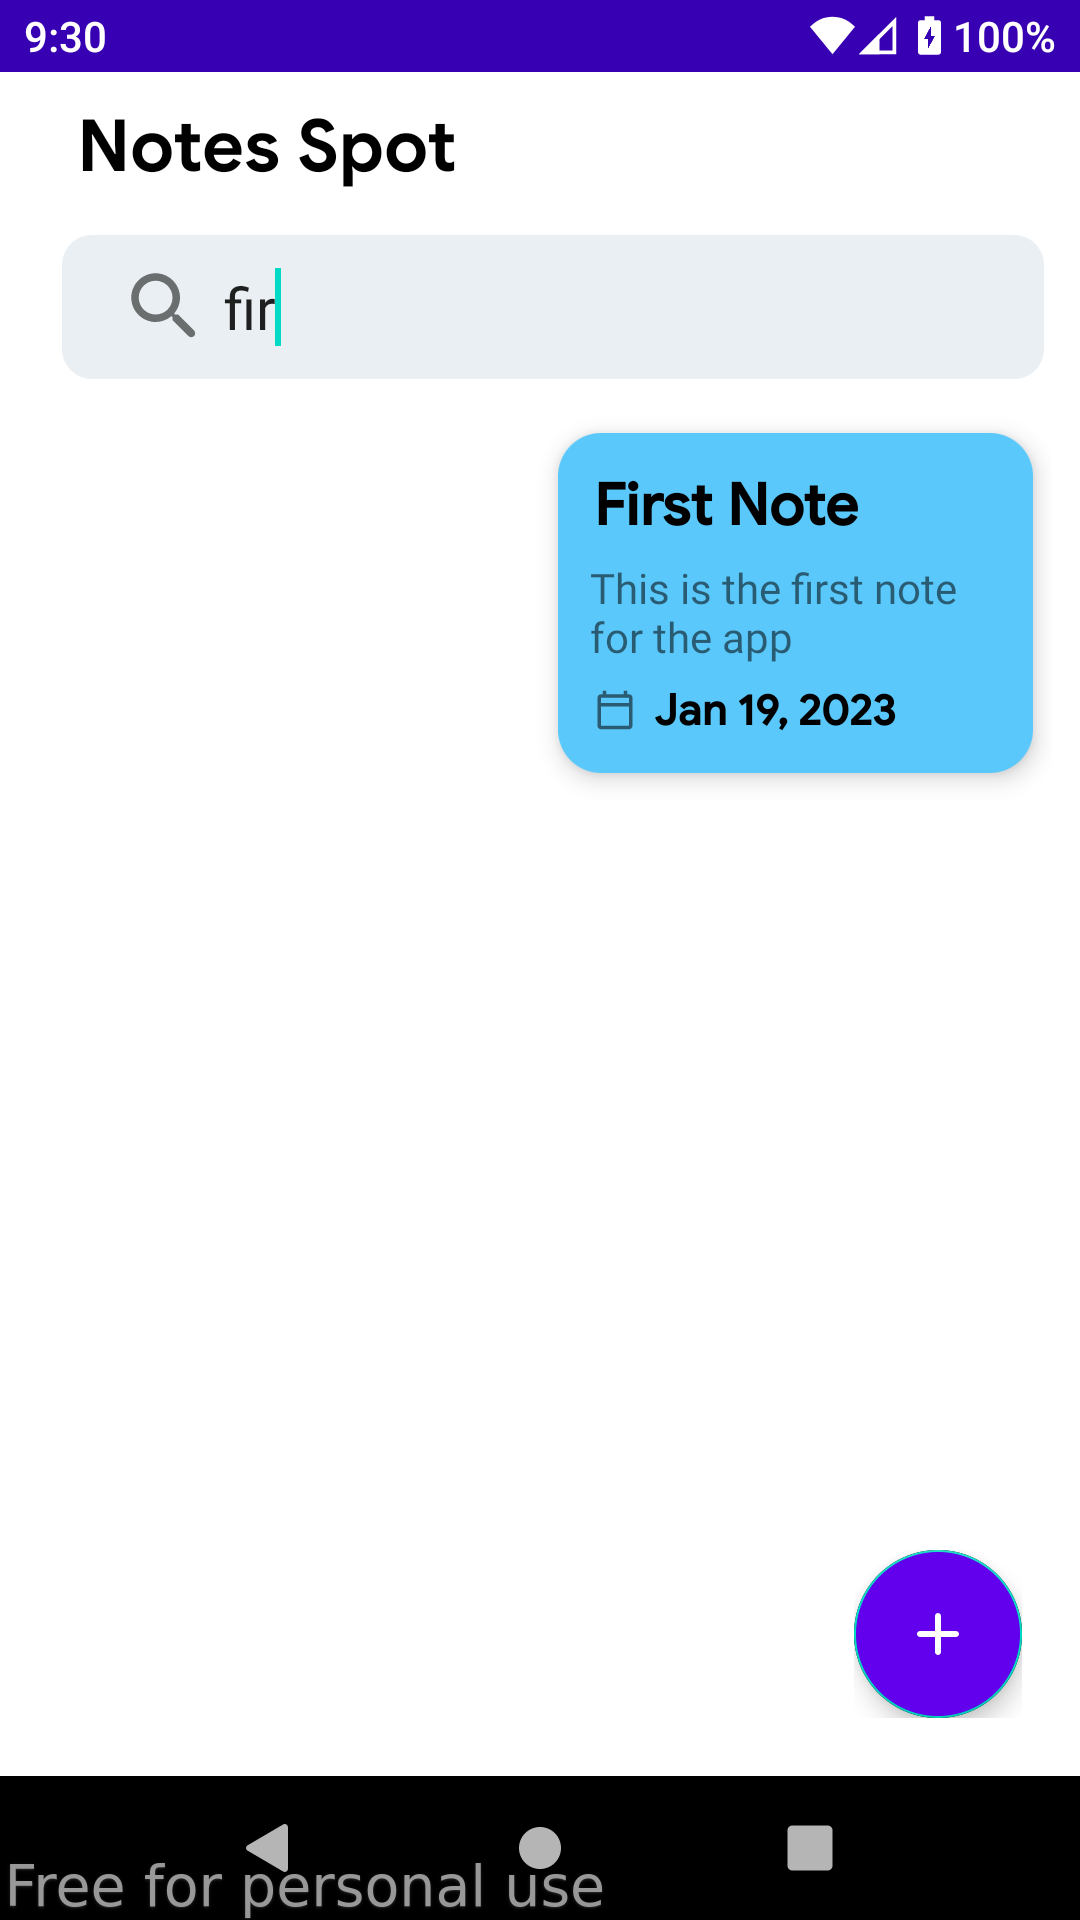 9:30
100%
Notes Spot
fir
First Note
This is the first note
for the app
Jan 19, 2023
Free for personal use